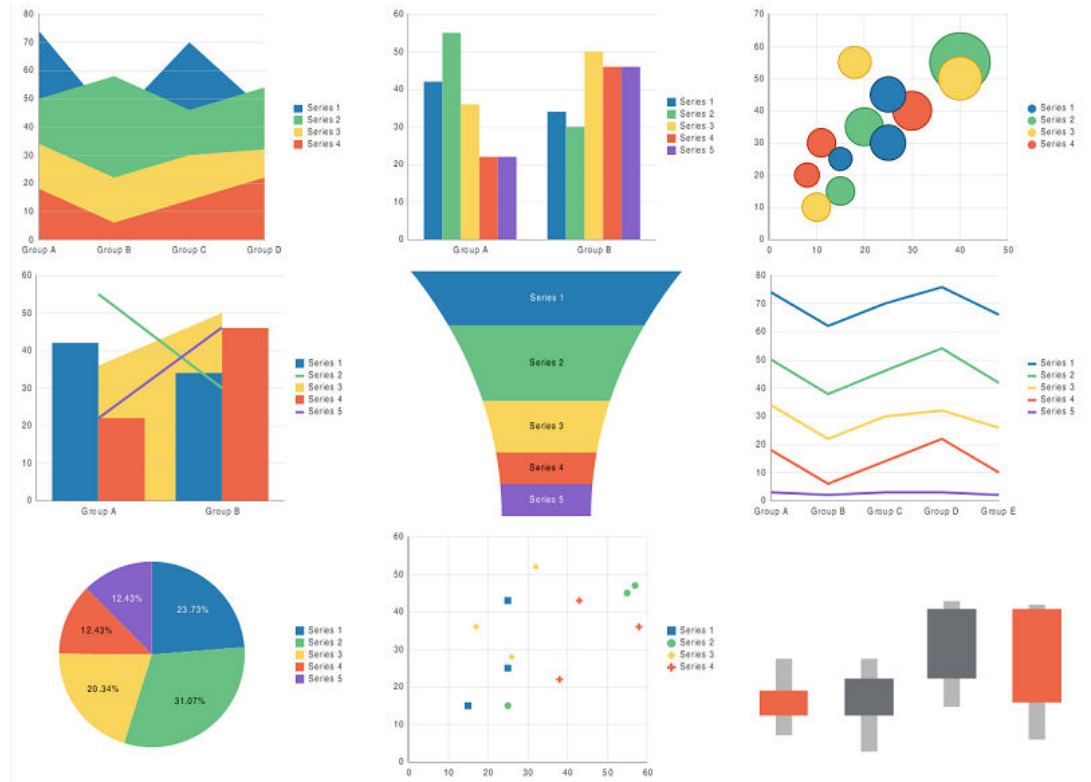 80
70
60
50
40
30
20
10
0
Group A Group B Group C Group D
Series 1
Series 2
Series 3
Series 4
60
50
40
30
20
10
0
Group A Group B
Series 1
Series 2
Series 3
Series 4
Series 5
70
60
50
40
30
20
10
0
10 20 30 40 50
Series 1
Series 2
Series 3
Series 4
60
50
40
30
20
10
0
Group A Group B
Series 1
Series 2
Series 3
Series 4
Series 5
Series 1
Series 2
Series 3
Series 4
Series 5
80
70
60
50
40
30
20
10
0
Group A Group B Group C Group D Group E
Series 1
Series 2
Series 3
Series 4
Series 5
12.43% 23.73%
12.43%
20.34% 31.07%
Series 1
Series 2
Series 3
Series 4
Series 5
60
50
40
30
20
10
0
0 10 20 30 40 50 60
Series 1
Series 2
Series 3
Series 4